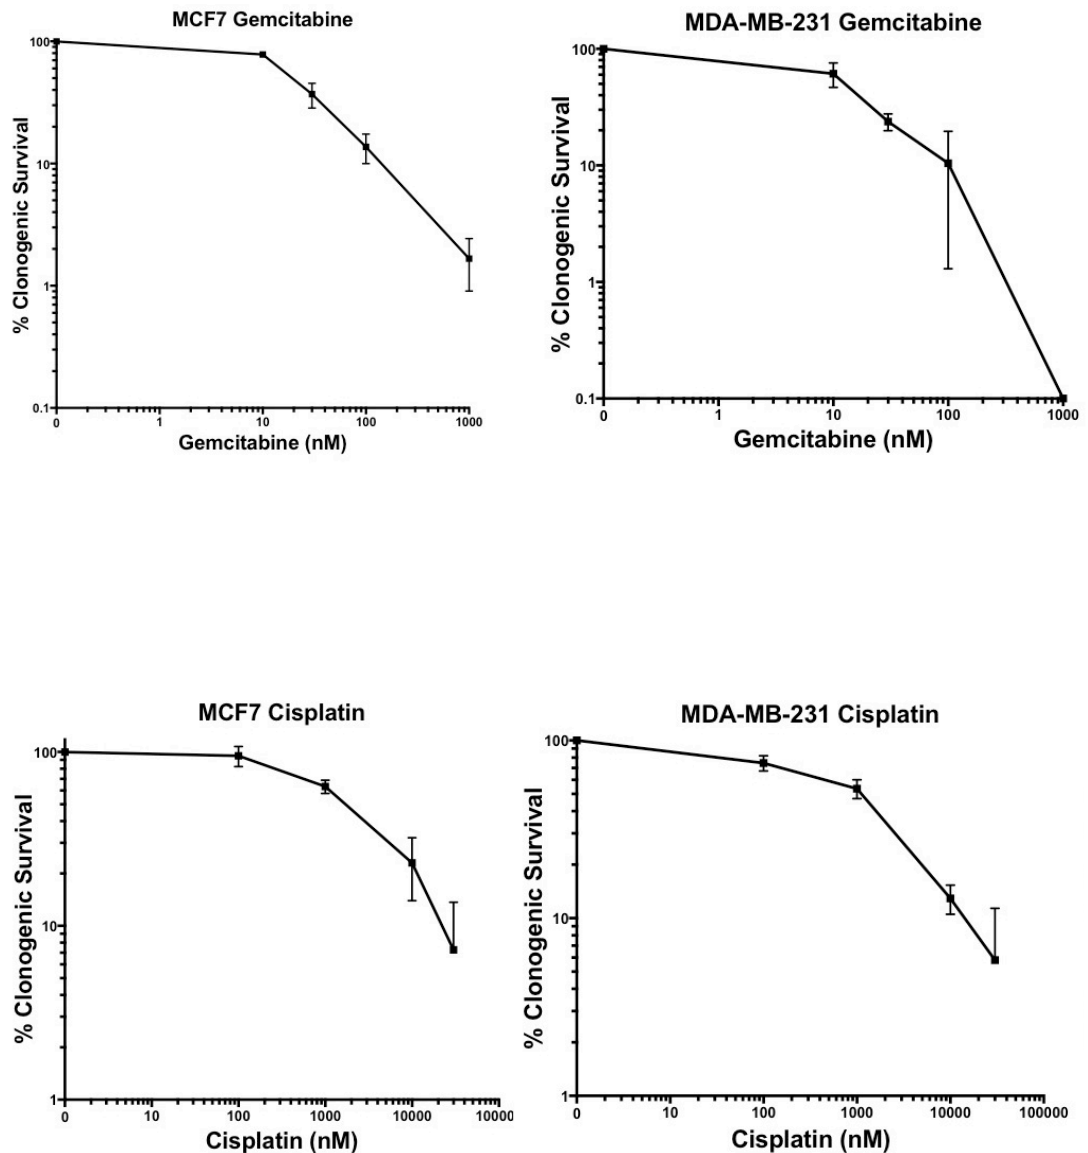 MCF7 Gemcitabine
% Clonogenic Survival
100
10
1
0.1
0 1 10 100 1000
Gemcitabine (nM)
MDA-MB-231 Gemcitabine
% Clonogenic Survival
100
10
1
0.1
0 1 10 100 1000
Gemcitabine (nM)
MCF7 Cisplatin
% Clonogenic Survival
100
10
1
0 10 100 1000 10000 100000
Cisplatin (nM)
MDA-MB-231 Cisplatin
% Clonogenic Survival
100
10
1
0 10 100 1000 10000 100000
Cisplatin (nM)